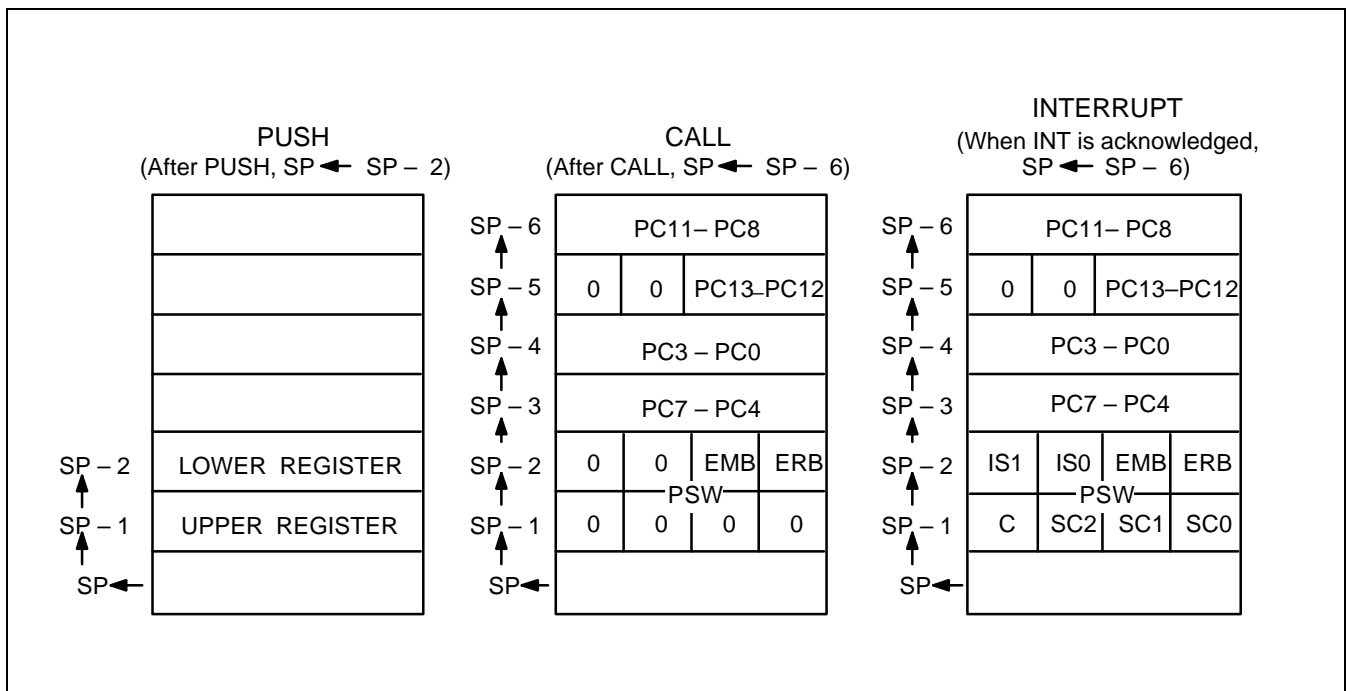 PUSH
(After PUSH, SP ← SP – 2)
SP – 2
LOWER REGISTER
SP – 1
UPPER REGISTER
SP
CALL
(After CALL, SP ← SP – 6)
SP – 6
PC11– PC8
SP – 5
0 0 PC13–PC12
SP – 4
PC3 – PC0
SP – 3
PC7 – PC4
SP – 2
0 0 EMB ERB
PSW
SP – 1
0 0 0 0
SP
INTERRUPT
(When INT is acknowledged,
SP ← SP – 6)
SP – 6
PC11– PC8
SP – 5
0 0 PC13–PC12
SP – 4
PC3 – PC0
SP – 3
PC7 – PC4
SP – 2
IS1 IS0 EMB ERB
PSW
SP – 1
C SC2 SC1 SC0
SP